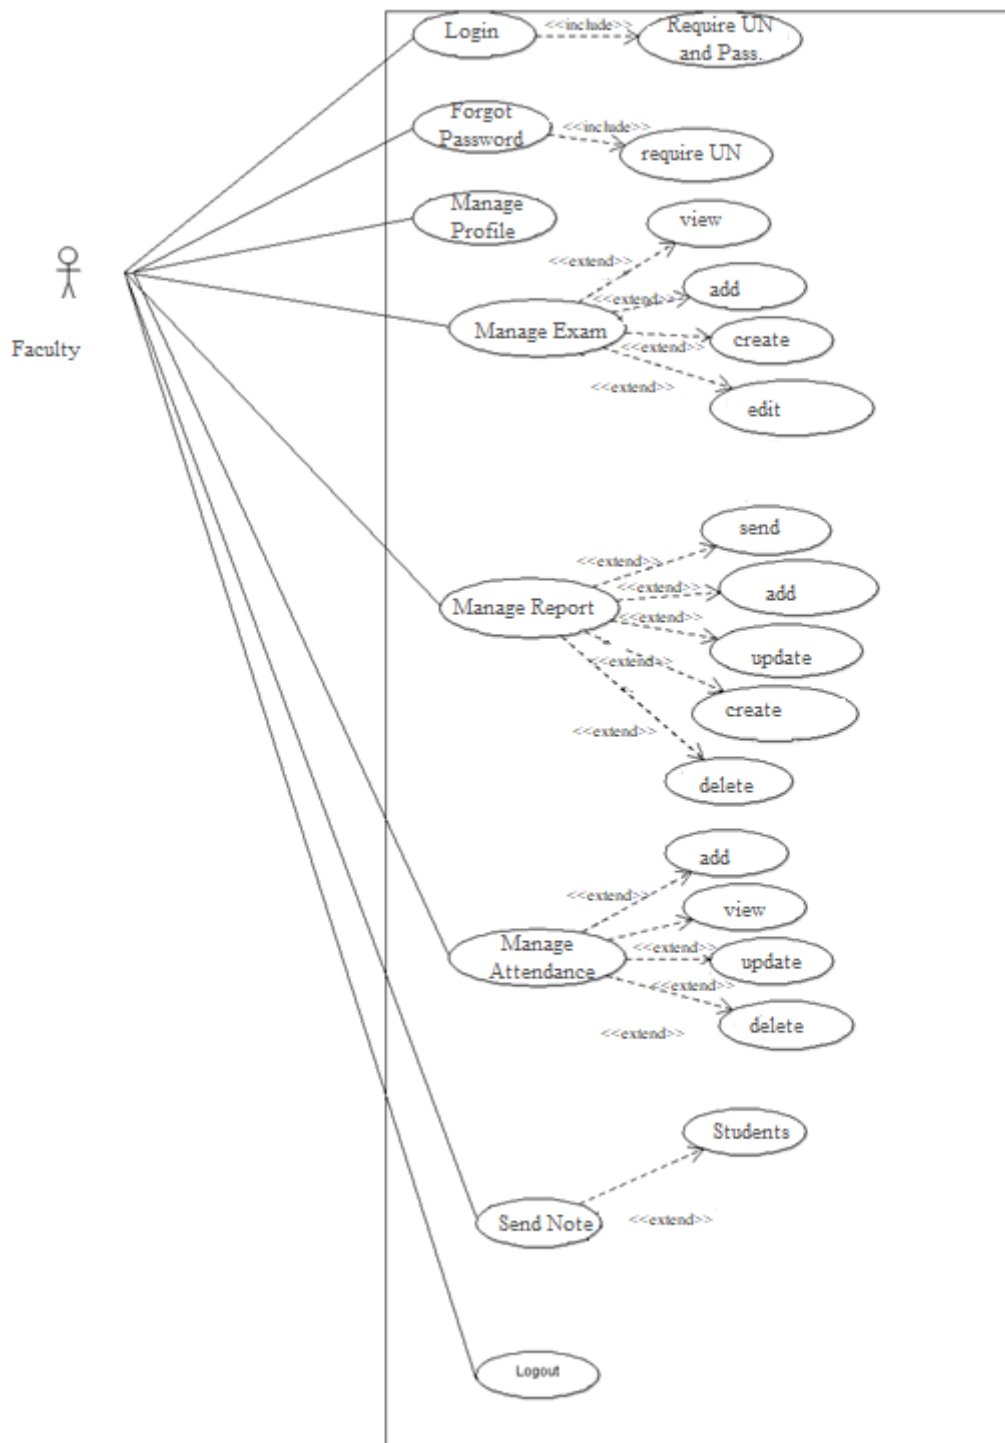 Login
<<include>>
Require UN
and Pass.
Forgot
Password
<<include>>
require UN
Manage
Profile
view
<<extend>>
add
<<extend>>
Manage Exam
create
<<extend>>
<<extend>>
edit
Faculty
send
<<extend>>
<<extend>>
add
Manage Report
<<extend>>
update
<<extend>>
create
<<extend>>
delete
add
<<extend>>
view
Manage
Attendance
<<extend>>
update
<<extend>>
delete
<<extend>>
Students
Send Note
<<extend>>
Logout